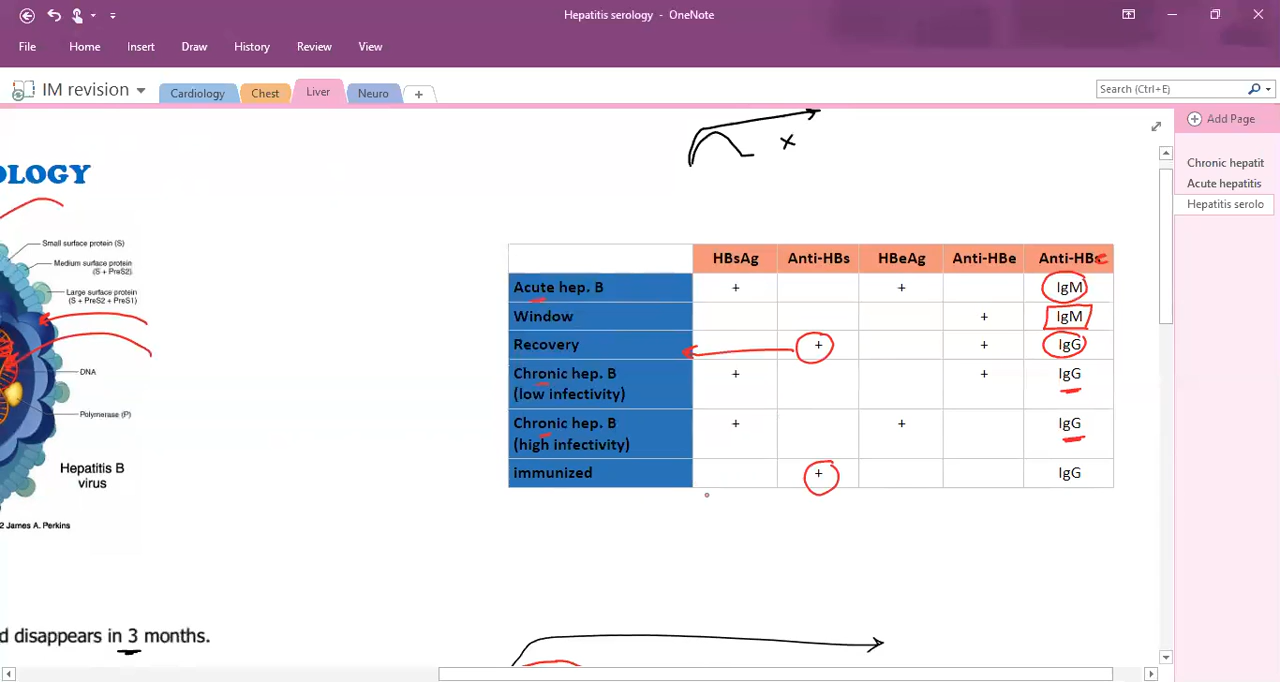 Hepatitis serology - OneNote
File Home Insert Draw History Review View
IM revision Cardiology Chest Liver Neuro + Search (Ctrl+E)
Add Page
Chronic hepatit
Acute hepatitis
Hepatitis serolo
OLOGY
Small surface protein (S)
Medium surface protein
(S + PreS2)
Large surface protein
(S + PreS2 + PreS1)
DNA
Polymerase (P)
Hepatitis B
virus
2 James A. Perkins
x
HBsAg Anti-HBs HBeAg Anti-HBe Anti-HBc
Acute hep. B + + IgM
Window + IgM
Recovery + + IgG
Chronic hep. B + + IgG
(low infectivity)
Chronic hep. B + + IgG
(high infectivity)
immunized + IgG
d disappears in 3 months.